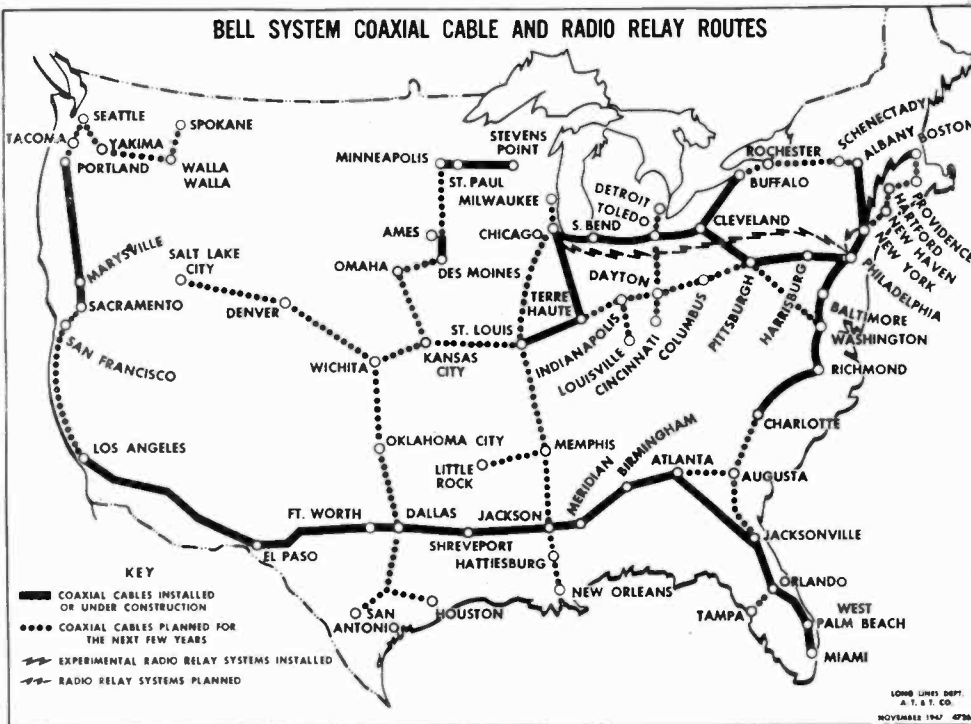 BELL SYSTEM COAXIAL CABLE AND RADIO RELAY ROUTES
SEATTLE
TACOMA
YAKIMA
SPOKANE
PORTLAND
WALLA
WALLA
MINNEAPOLIS
STEVENS
POINT
ST. PAUL
MILWAUKEE
DETROIT
TOLEDO
ROCHESTER
BUFFALO
SCHENECTADY
ALBANY
BOSTON
PROVIDENCE
HARTFORD
NEW HAVEN
NEW YORK
PHILADELPHIA
CLEVELAND
S. BEND
CHICAGO
AMES
MARYSVILLE
SALT LAKE
CITY
OMAHA
DES MOINES
DAYTON
SACRAMENTO
DENVER
TERRE
HAUTE
ST. LOUIS
SAN FRANCISCO
WICHITA
KANSAS
CITY
INDIANAPOLIS
LOUISVILLE
CINCINNATI
COLUMBUS
PITTSBURGH
HARRISBURG
BALTIMORE
WASHINGTON
RICHMOND
CHARLOTTE
LOS ANGELES
OKLAHOMA CITY
LITTLE
ROCK
MEMPHIS
MERIDIAN
BIRMINGHAM
ATLANTA
AUGUSTA
FT. WORTH
DALLAS
JACKSON
EL PASO
SHREVEPORT
HATTIESBURG
JACKSONVILLE
NEW ORLEANS
ORLANDO
SAN
ANTONIO
HOUSTON
TAMPA
WEST
PALM BEACH
MIAMI
KEY
COAXIAL CABLES INSTALLED
OR UNDER CONSTRUCTION
COAXIAL CABLES PLANNED FOR
THE NEXT FEW YEARS
EXPERIMENTAL RADIO RELAY SYSTEMS INSTALLED
RADIO RELAY SYSTEMS PLANNED
LONG LINES DEPT.
A. T. & T. CO.
NOVEMBER 1947